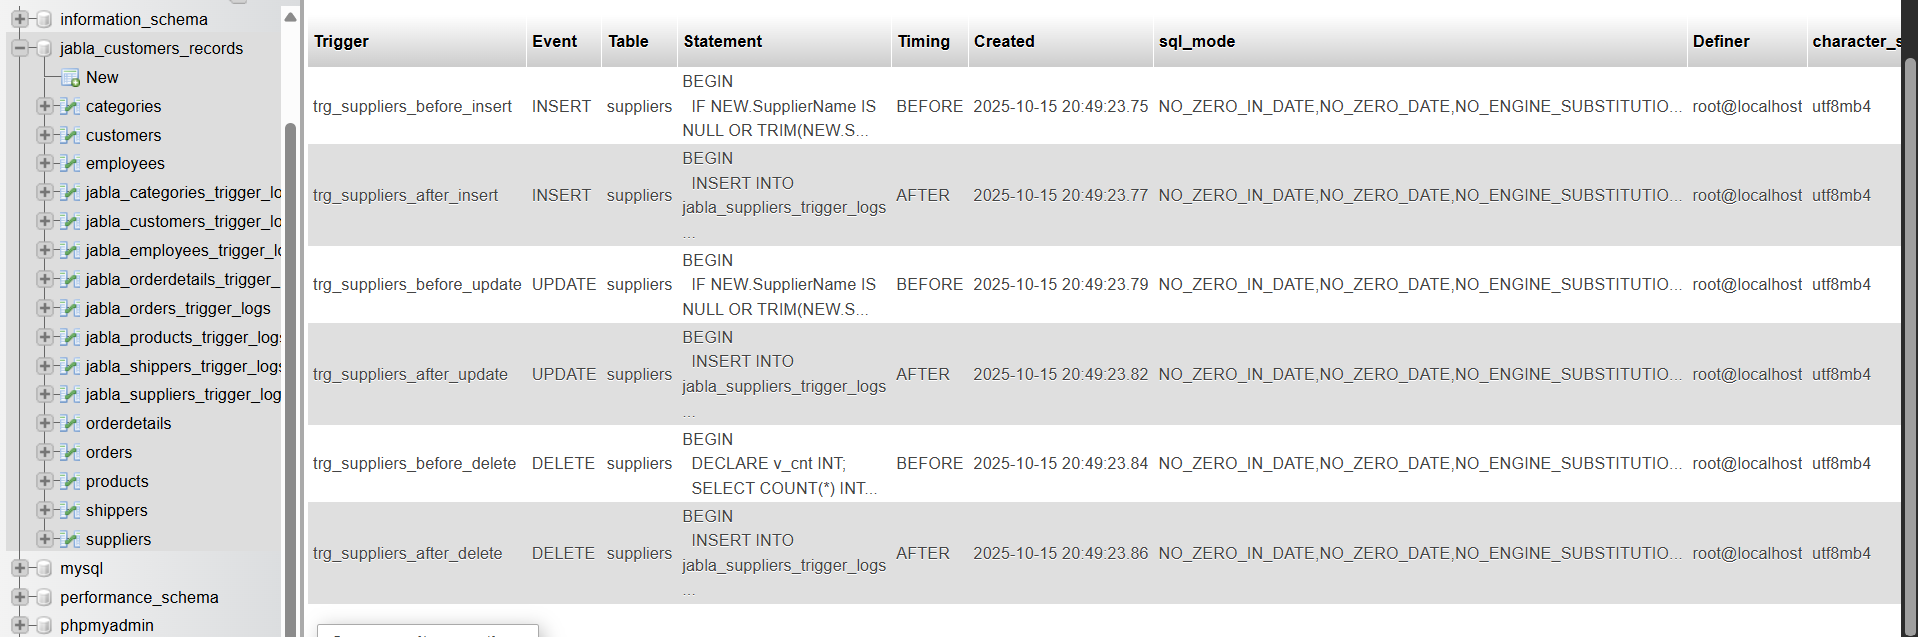 information_schema
jabla_customers_records
New
categories
customers
employees
jabla_categories_trigger_lo
jabla_customers_trigger_lo
jabla_employees_trigger_l
jabla_orderdetails_trigger_
jabla_orders_trigger_logs
jabla_products_trigger_log
jabla_shippers_trigger_log
jabla_suppliers_trigger_log
orderdetails
orders
products
shippers
suppliers
mysql
performance_schema
phpmyadmin
Trigger Event Table Statement Timing Created sql_mode Definer character_s
trg_suppliers_before_insert INSERT suppliers BEGIN
IF NEW.SupplierName IS
NULL OR TRIM(NEW.S... BEFORE 2025-10-15 20:49:23.75 NO_ZERO_IN_DATE,NO_ZERO_DATE,NO_ENGINE_SUBSTITUTIO... root@localhost utf8mb4
trg_suppliers_after_insert INSERT suppliers BEGIN
INSERT INTO
jabla_suppliers_trigger_logs
... AFTER 2025-10-15 20:49:23.77 NO_ZERO_IN_DATE,NO_ZERO_DATE,NO_ENGINE_SUBSTITUTIO... root@localhost utf8mb4
trg_suppliers_before_update UPDATE suppliers BEGIN
IF NEW.SupplierName IS
NULL OR TRIM(NEW.S... BEFORE 2025-10-15 20:49:23.79 NO_ZERO_IN_DATE,NO_ZERO_DATE,NO_ENGINE_SUBSTITUTIO... root@localhost utf8mb4
trg_suppliers_after_update UPDATE suppliers BEGIN
INSERT INTO
jabla_suppliers_trigger_logs
... AFTER 2025-10-15 20:49:23.82 NO_ZERO_IN_DATE,NO_ZERO_DATE,NO_ENGINE_SUBSTITUTIO... root@localhost utf8mb4
trg_suppliers_before_delete DELETE suppliers BEGIN
DECLARE v_cnt INT;
SELECT COUNT(*) INT... BEFORE 2025-10-15 20:49:23.84 NO_ZERO_IN_DATE,NO_ZERO_DATE,NO_ENGINE_SUBSTITUTIO... root@localhost utf8mb4
trg_suppliers_after_delete DELETE suppliers BEGIN
INSERT INTO
jabla_suppliers_trigger_logs
... AFTER 2025-10-15 20:49:23.86 NO_ZERO_IN_DATE,NO_ZERO_DATE,NO_ENGINE_SUBSTITUTIO... root@localhost utf8mb4